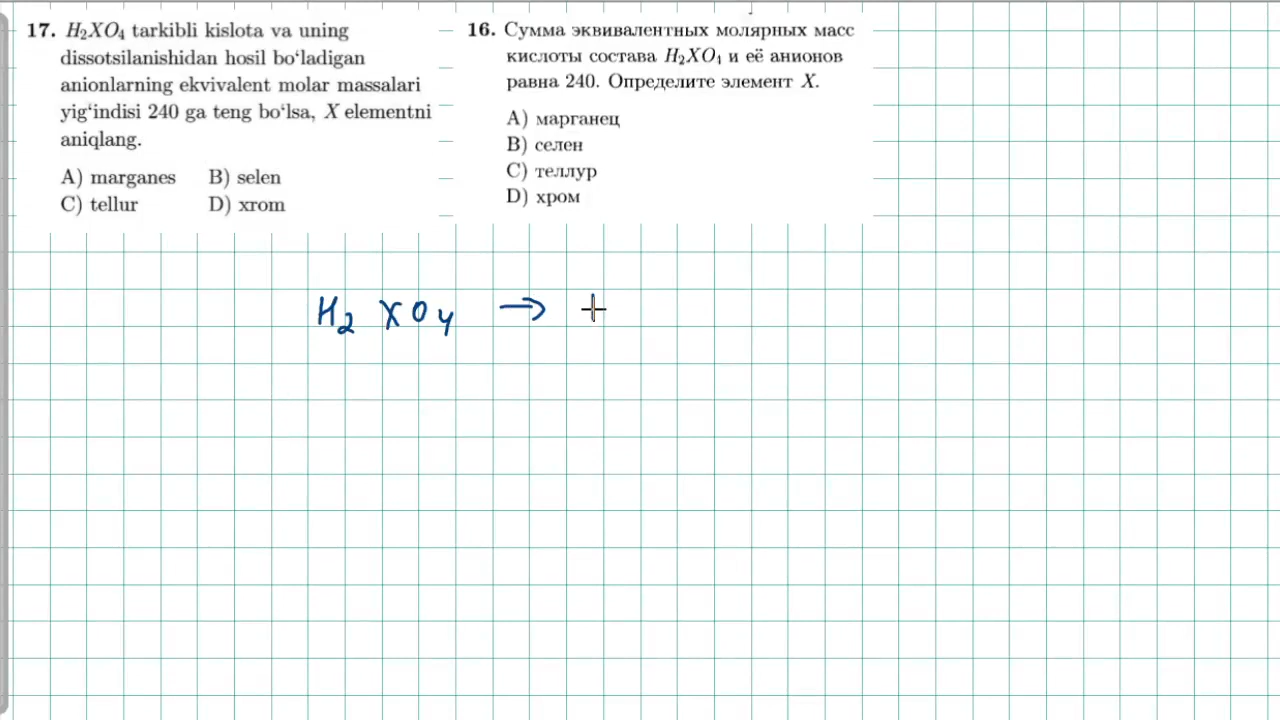 17. H₂XO₄ tarkibli kislota va uning
dissotsilanishidan hosil bo‘ladigan
anionlarning ekvivalent molar massalari
yig‘indisi 240 ga teng bo‘lsa, X elementni
aniqlang.
A) marganes B) selen
C) tellur D) xrom
16. Сумма эквивалентных молярных масс
кислоты состава H₂XO₄ и её анионов
равна 240. Определите элемент X.
A) марганец
B) селен
C) теллур
D) хром
H₂ XO₄ →